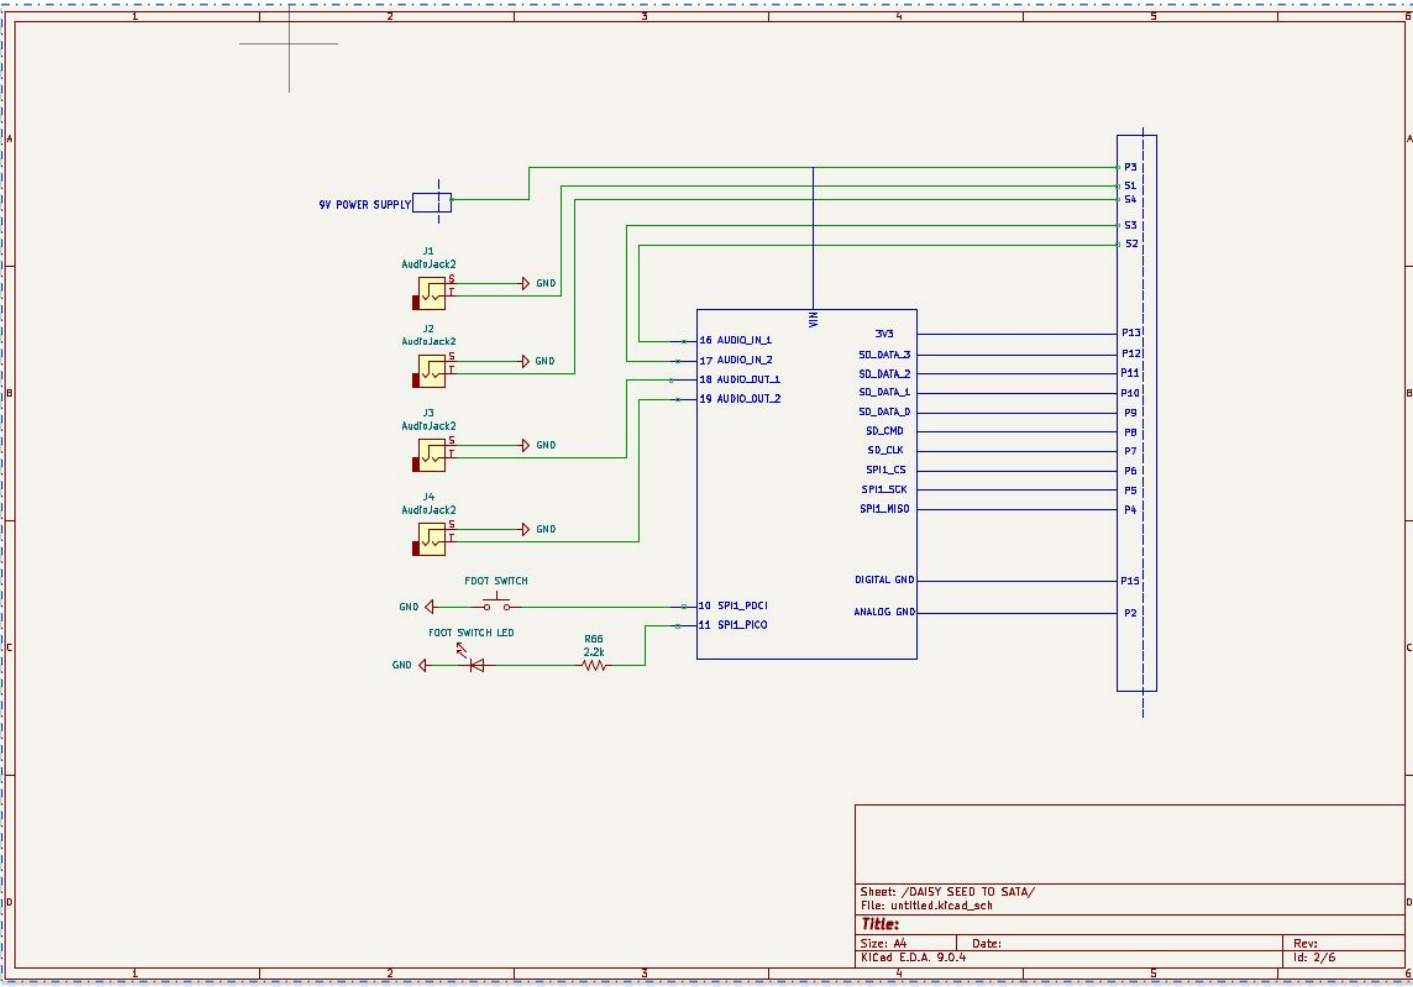 1 2 3 4 5 6
A A
P3
S1
9V POWER SUPPLY
S4
S3
S2
J1
AudioJack2
S GND
T
VIN
J2
AudioJack2
S GND
T
3V3 P13
16 AUDIO_IN_1
SD_DATA_3 P12
17 AUDIO_IN_2
SD_DATA_2 P11
18 AUDIO_OUT_1
B SD_DATA_1 P10 B
19 AUDIO_OUT_2
SD_DATA_0 P9
J3
AudioJack2
SD_CMD P8
S GND
SD_CLK P7
T
SPI1_CS P6
SPI1_SCK P5
J4
AudioJack2
SPI1_MISO P4
S GND
T
FOOT SWITCH
DIGITAL GND P15
GND
10 SPI1_POCI
ANALOG GND P2
11 SPI1_PICO
FOOT SWITCH LED
R66
2.2k
C C
GND
Sheet: /DAISY SEED TO SATA/
D D
File: untitled.kicad_sch
Title:
Size: A4 Date: Rev:
KiCad E.D.A. 9.0.4 Id: 2/6
1 2 3 4 5 6